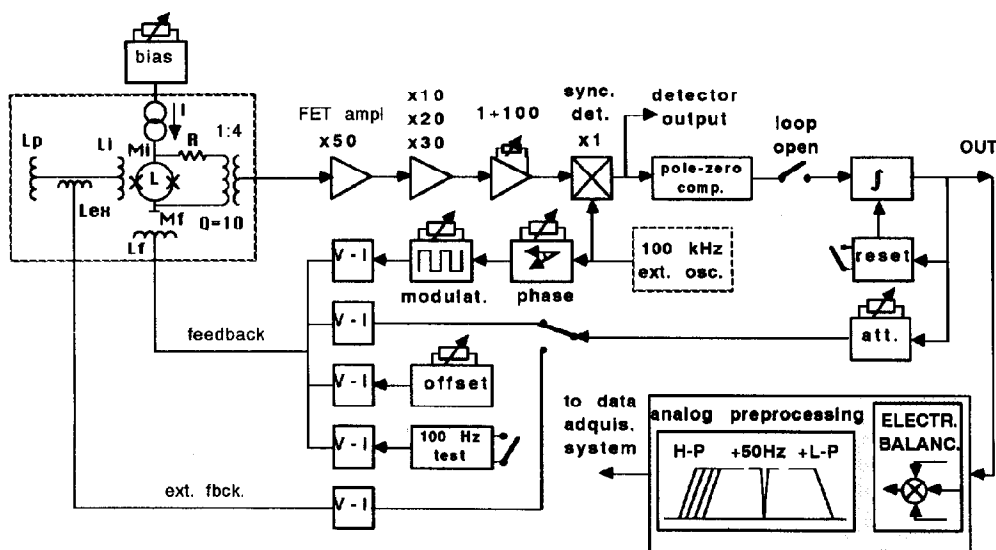 bias
I
Lp
Li
Mi
R
1:4
L
Lex
Mf
Q=10
Lf
FET ampl
x50
x10
x20
x30
1+100
sync.
det.
x1
detector
output
pole-zero
comp.
loop
open
∫
OUT
reset
V - I
modulat.
phase
100 kHz
ext. osc.
V - I
feedback
att.
V - I
offset
V - I
100 Hz
test
ext. fbck.
V - I
to data
adquis.
system
analog preprocessing
H-P +50Hz +L-P
ELECTR.
BALANC.